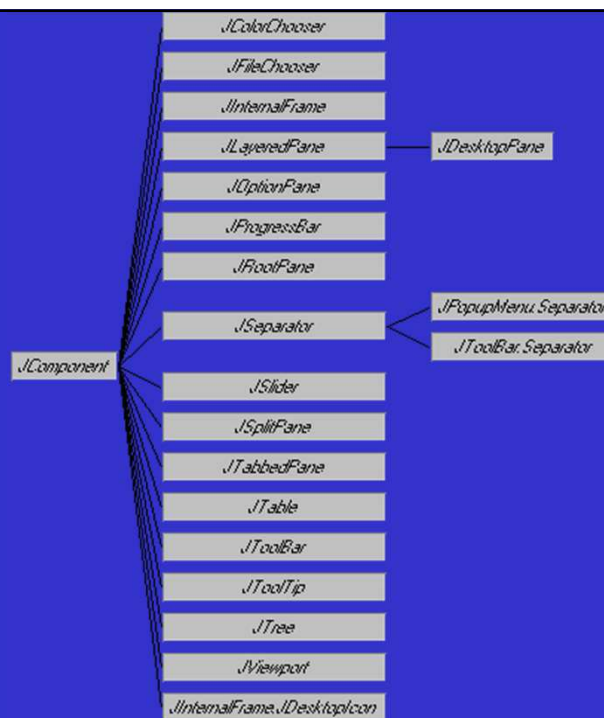 JColorChooser
JFileChooser
JInternalFrame
JLayeredPane
JDesktopPane
JOptionPane
JProgressBar
JRootPane
JPopupMenu.Separator
JSeparator
JToolBar.Separator
JComponent
JSlider
JSplitPane
JTabbedPane
JTable
JToolBar
JToolTip
JTree
JViewport
JInternalFrame.JDesktopIcon